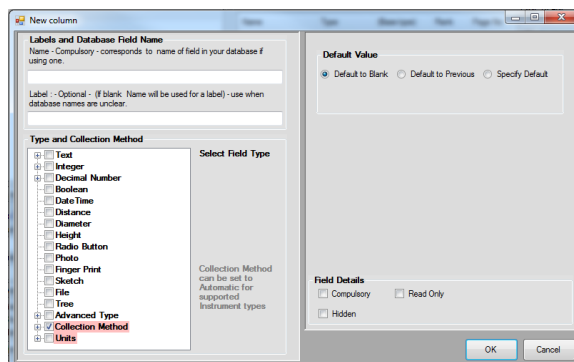 New column
Name Type
Labels and Database Field Name
Name - Compulsory - corresponds to name of field in your database if
using one.
Label : - Optional - (If blank Name will be used for a label) - use when
database names are unclear.
Type and Collection Method
Select Field Type
Text
Integer
Decimal Number
Boolean
DateTime
Distance
Diameter
Height
Radio Button
Photo
Finger Print
Sketch
File
Tree
Advanced Type
Collection Method
Units
Collection Method
can be set to
Automatic for
supported
Instrument types
Default Value
Default to Blank Default to Previous Specify Default
Field Details
Compulsory Read Only
Hidden
OK Cancel